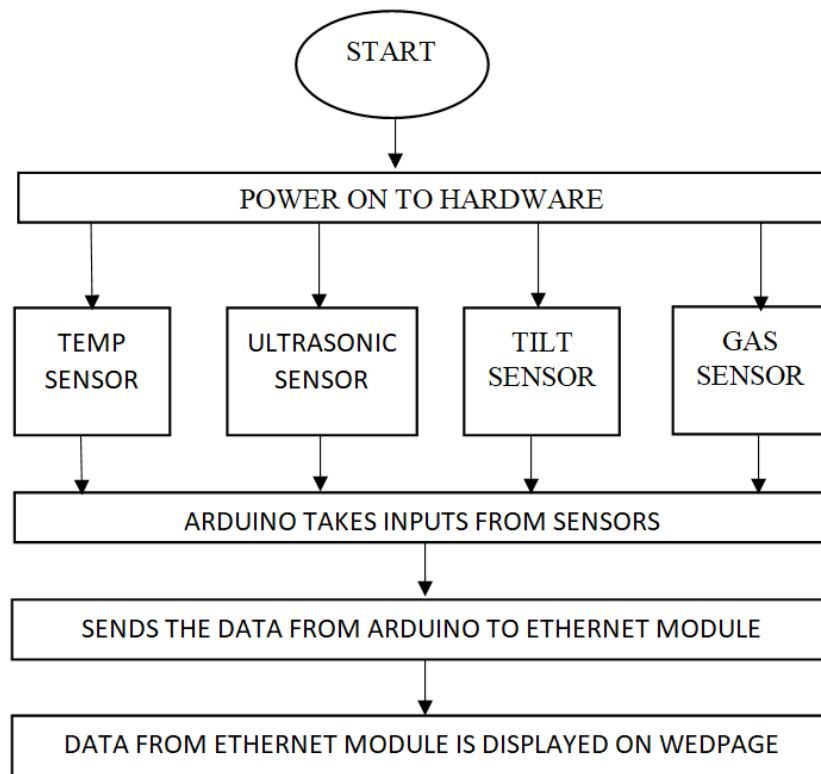 START
POWER ON TO HARDWARE
TEMP
SENSOR
ULTRASONIC
SENSOR
TILT
SENSOR
GAS
SENSOR
ARDUINO TAKES INPUTS FROM SENSORS
SENDS THE DATA FROM ARDUINO TO ETHERNET MODULE
DATA FROM ETHERNET MODULE IS DISPLAYED ON WEDPAGE